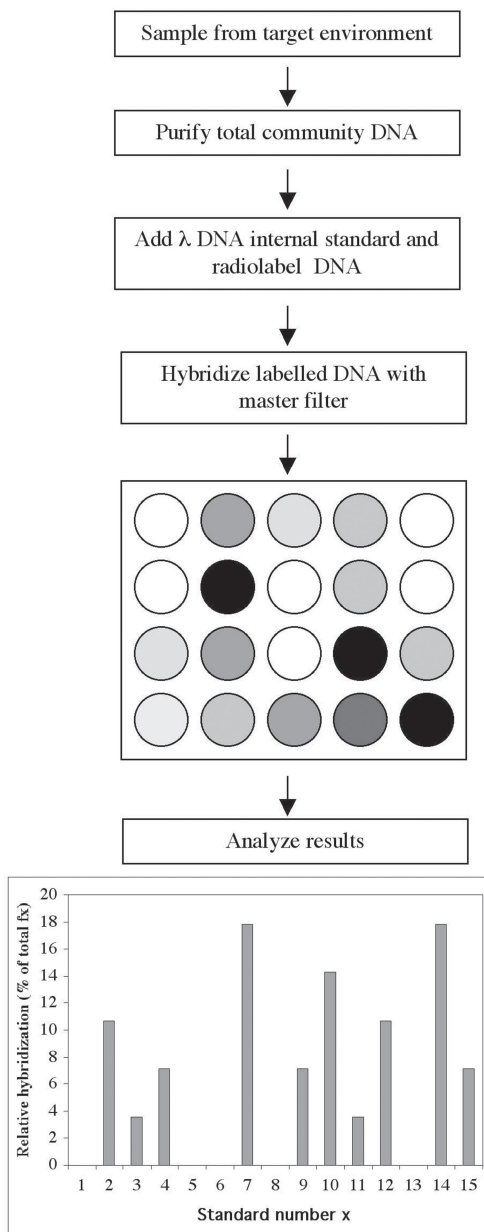 Sample from target environment
Purify total community DNA
Add λ DNA internal standard and
radiolabel DNA
Hybridize labelled DNA with
master filter
Analyze results
Relative hybridization (% of total fx)
20
18
16
14
12
10
8
6
4
2
0
1 2 3 4 5 6 7 8 9 10 11 12 13 14 15
Standard number x